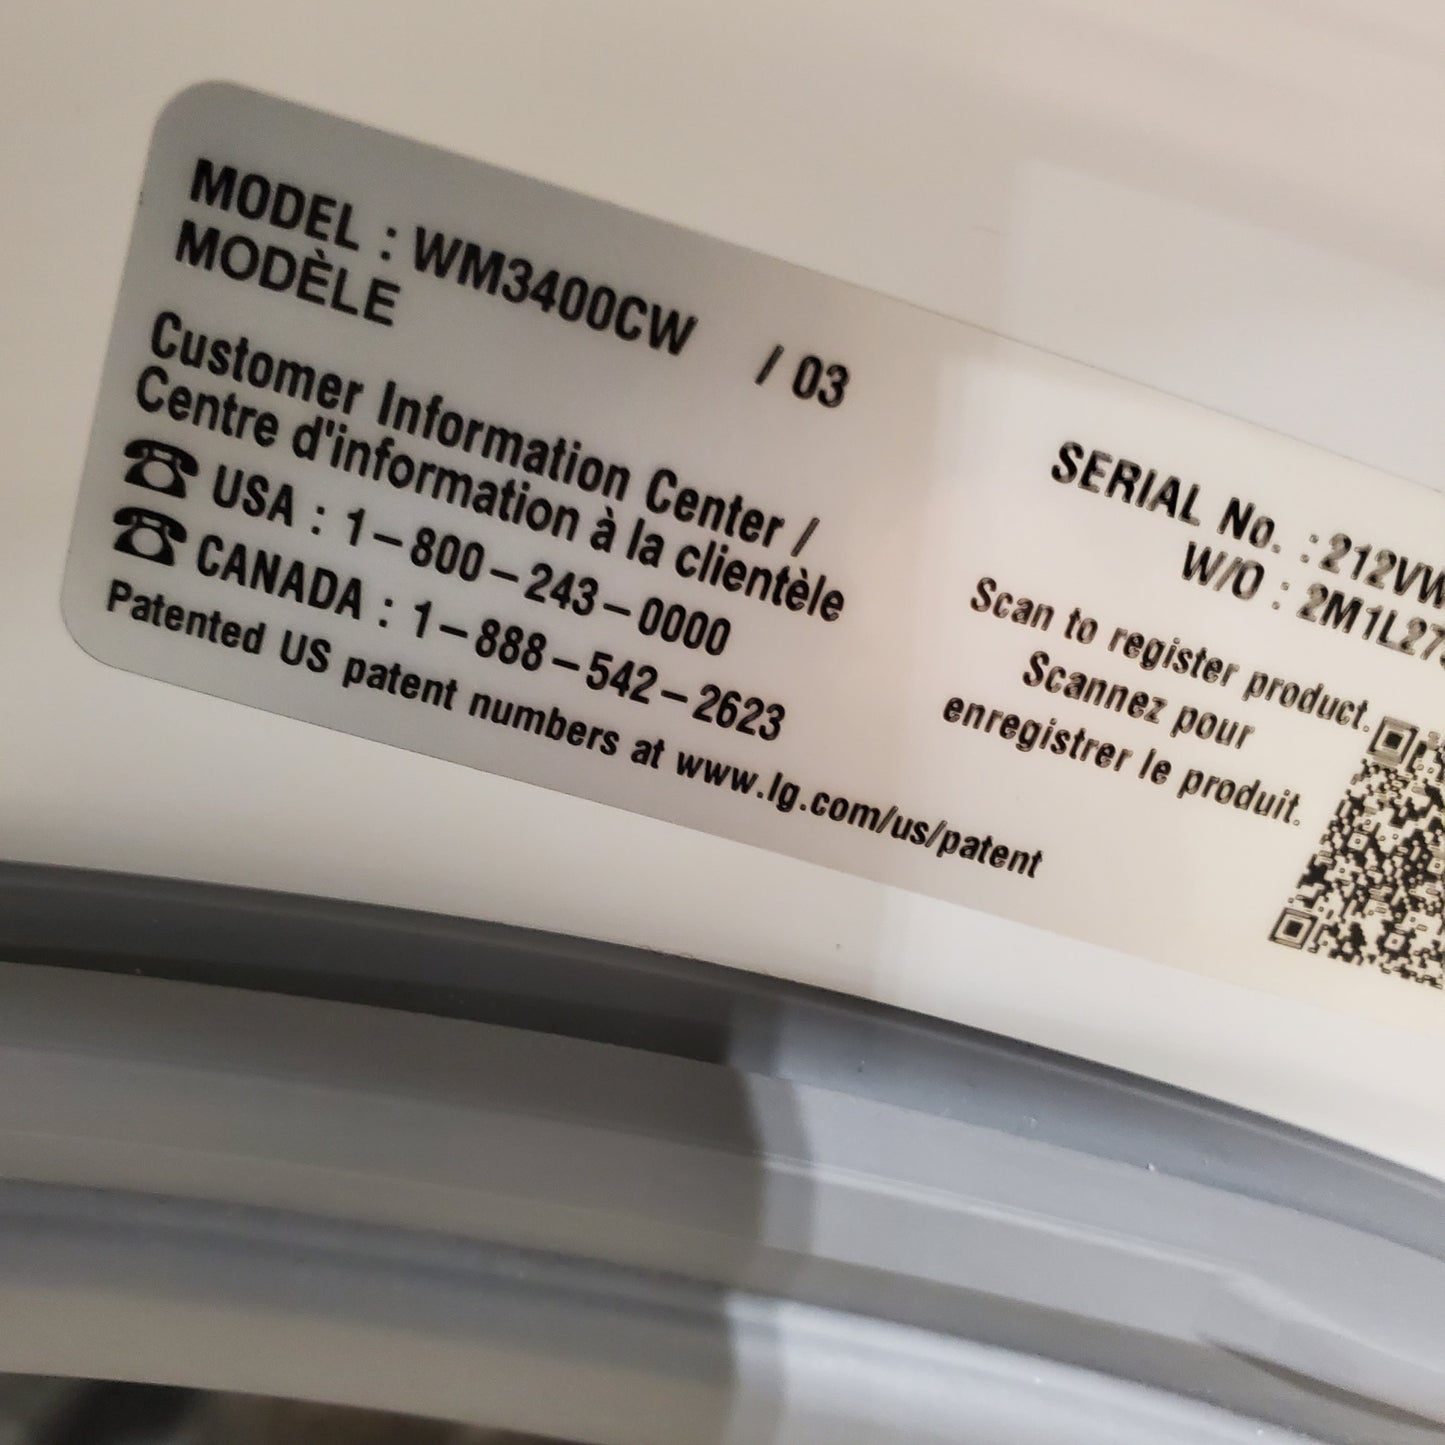 MODEL : WM3400CW / 03
MODÈLE
Customer Information Center /
Centre d'information à la clientèle
USA : 1-800-243-0000
CANADA : 1-888-542-2623
Patented US patent numbers at www.lg.com/us/patent
SERIAL No. : 212VW
W/O : 2M1L27
Scan to register product.
Scannez pour
enregistrer le produit.